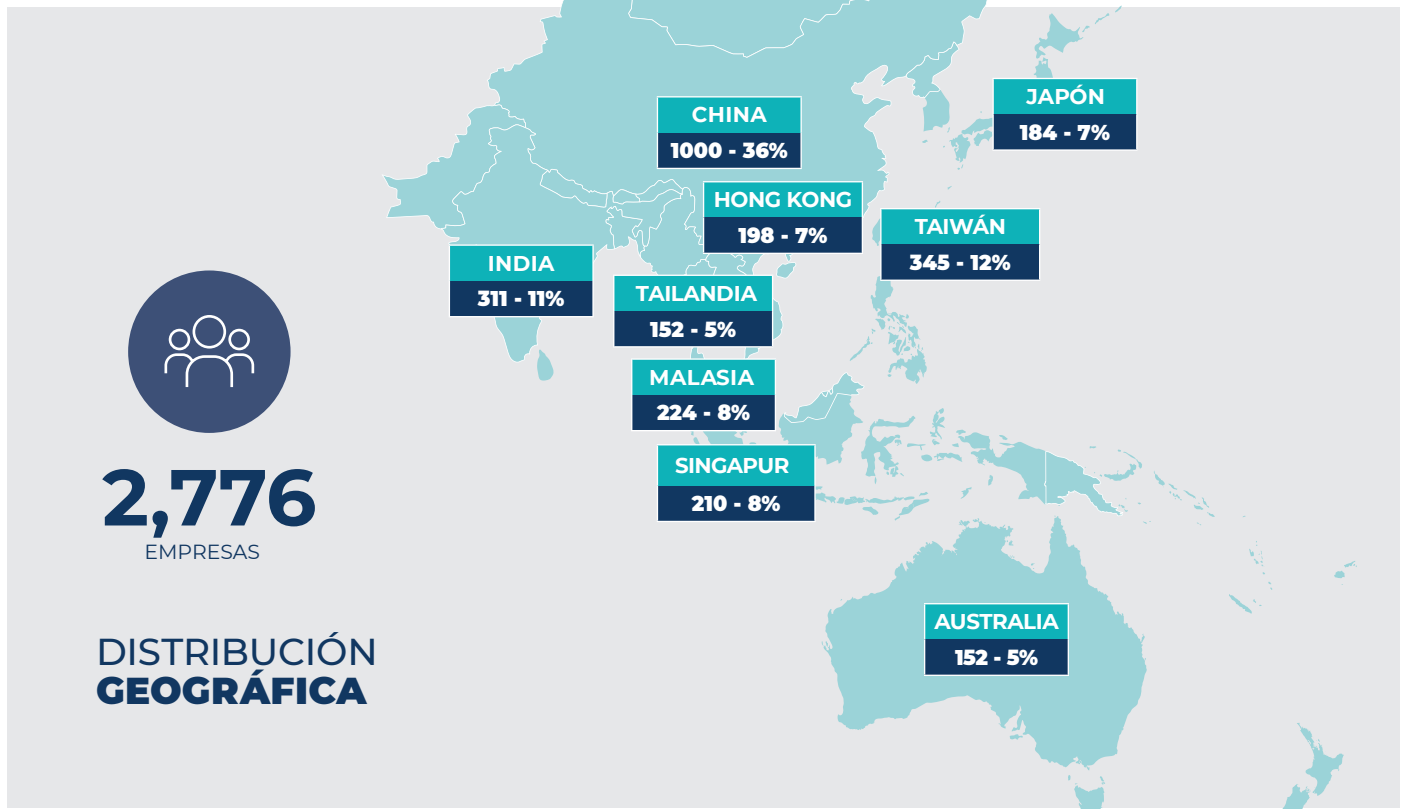 2,776
EMPRESAS
DISTRIBUCIÓN
GEOGRÁFICA
CHINA
1000 - 36%
JAPÓN
184 - 7%
HONG KONG
198 - 7%
TAIWÁN
345 - 12%
INDIA
311 - 11%
TAILANDIA
152 - 5%
MALASIA
224 - 8%
SINGAPUR
210 - 8%
AUSTRALIA
152 - 5%